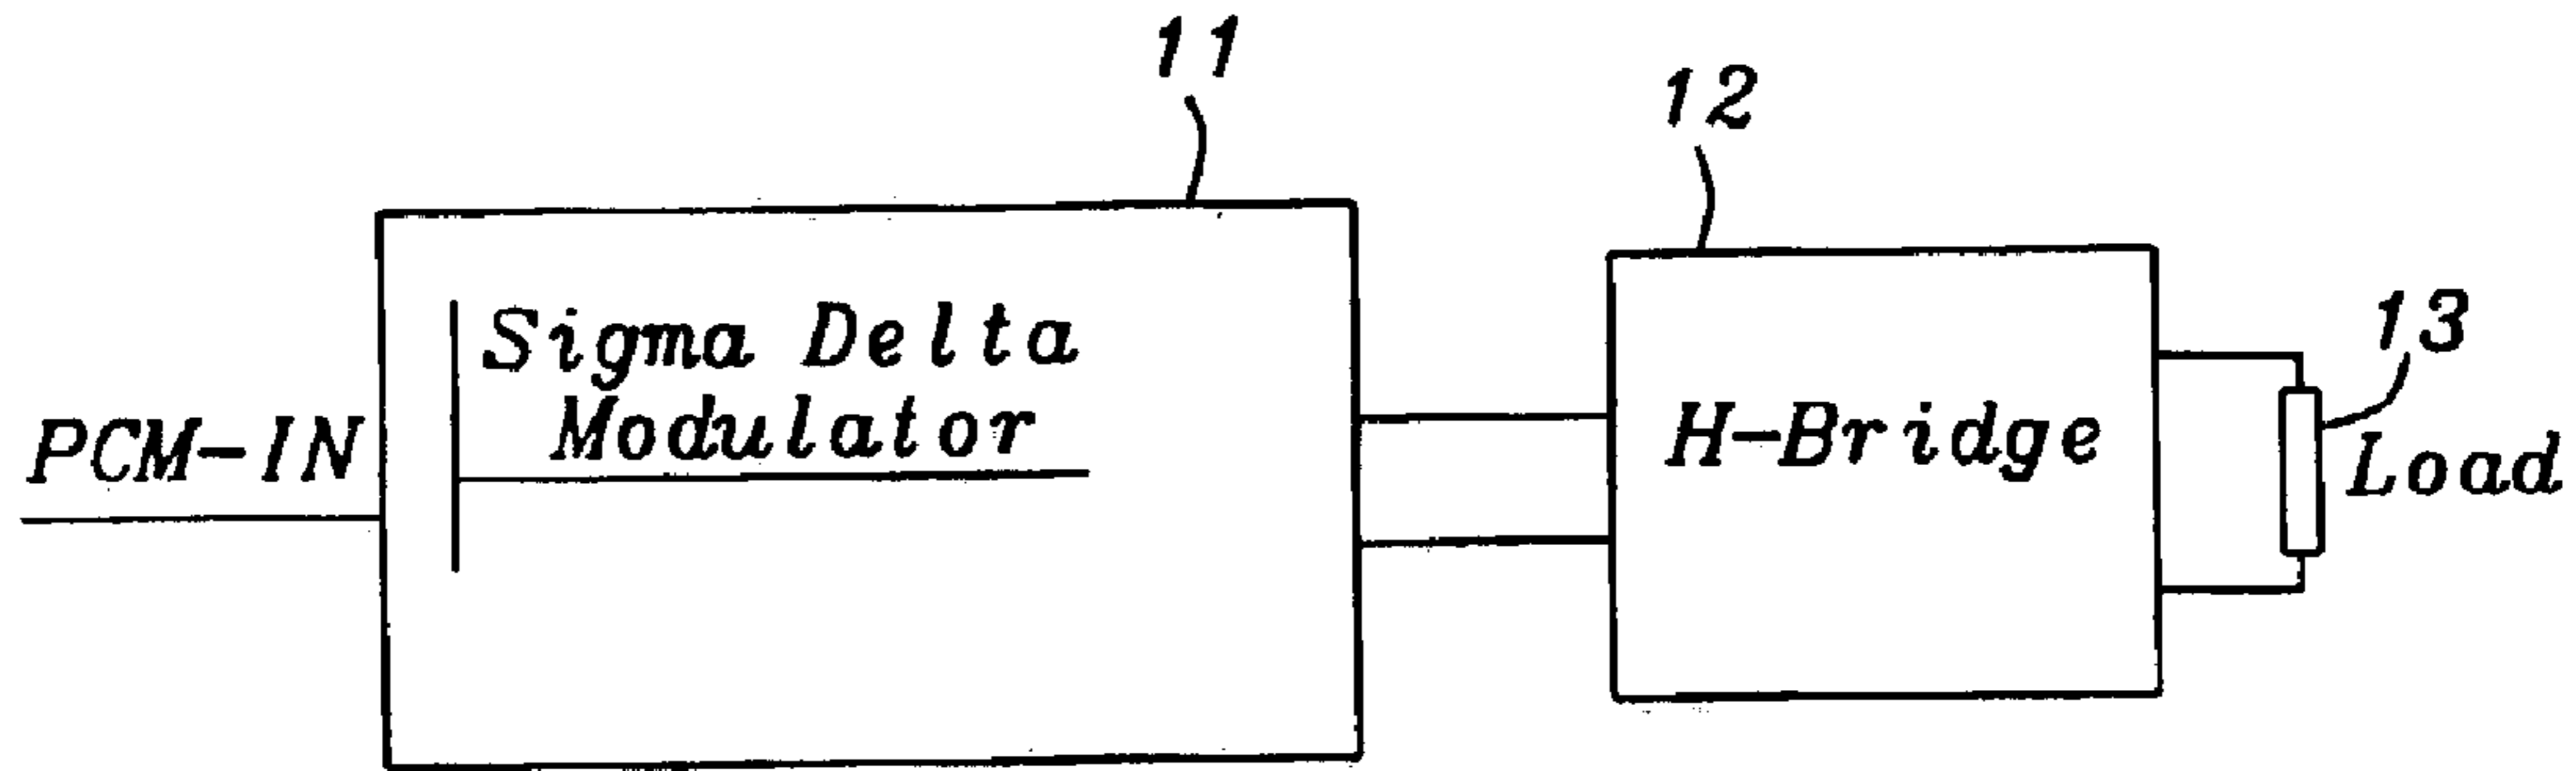 11
12
13
Sigma Delta
Modulator
PCM-IN
H-Bridge
Load